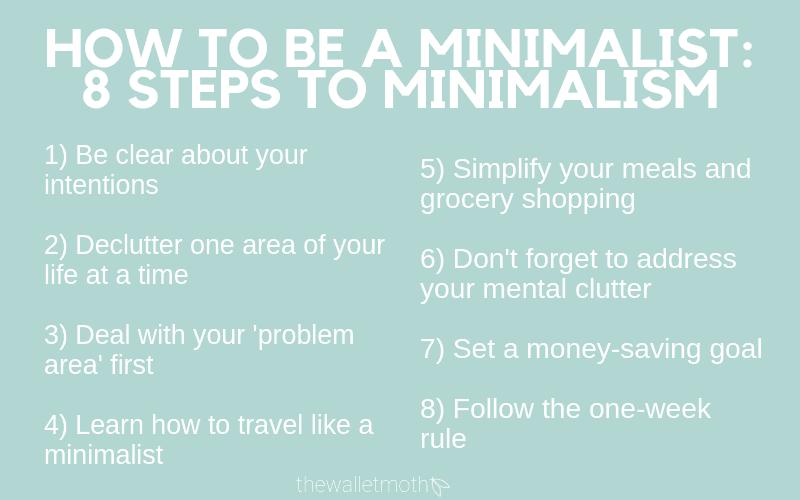 HOW TO BE A MINIMALIST:
8 STEPS TO MINIMALISM
1) Be clear about your
intentions
2) Declutter one area of your
life at a time
3) Deal with your 'problem
area' first
4) Learn how to travel like a
minimalist
5) Simplify your meals and
grocery shopping
6) Don't forget to address
your mental clutter
7) Set a money-saving goal
8) Follow the one-week
rule
thewalletmoth